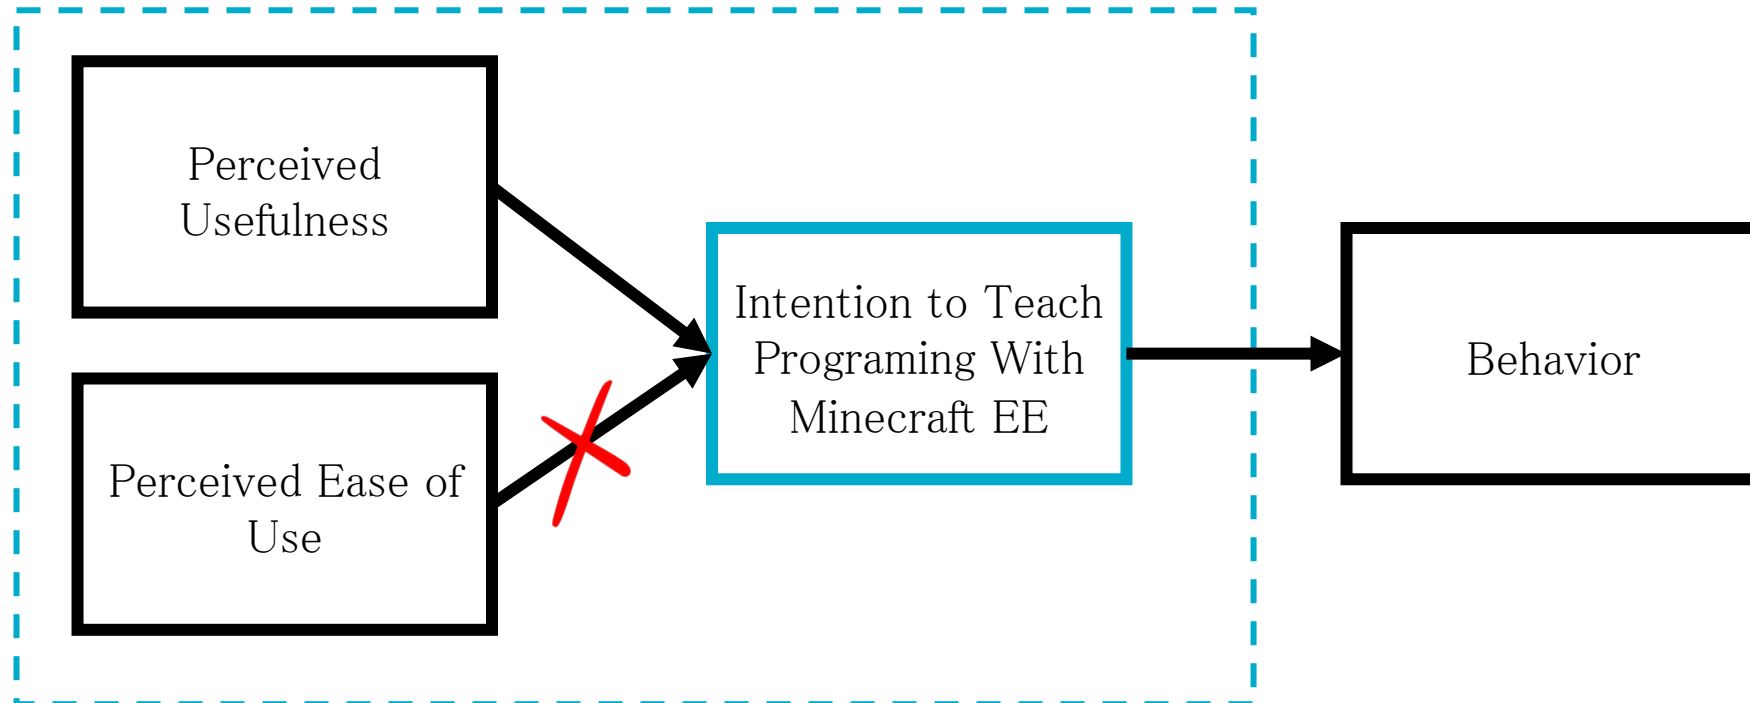 Perceived
Usefulness
Perceived Ease of
Use
Intention to Teach
Programing With
Minecraft EE
Behavior